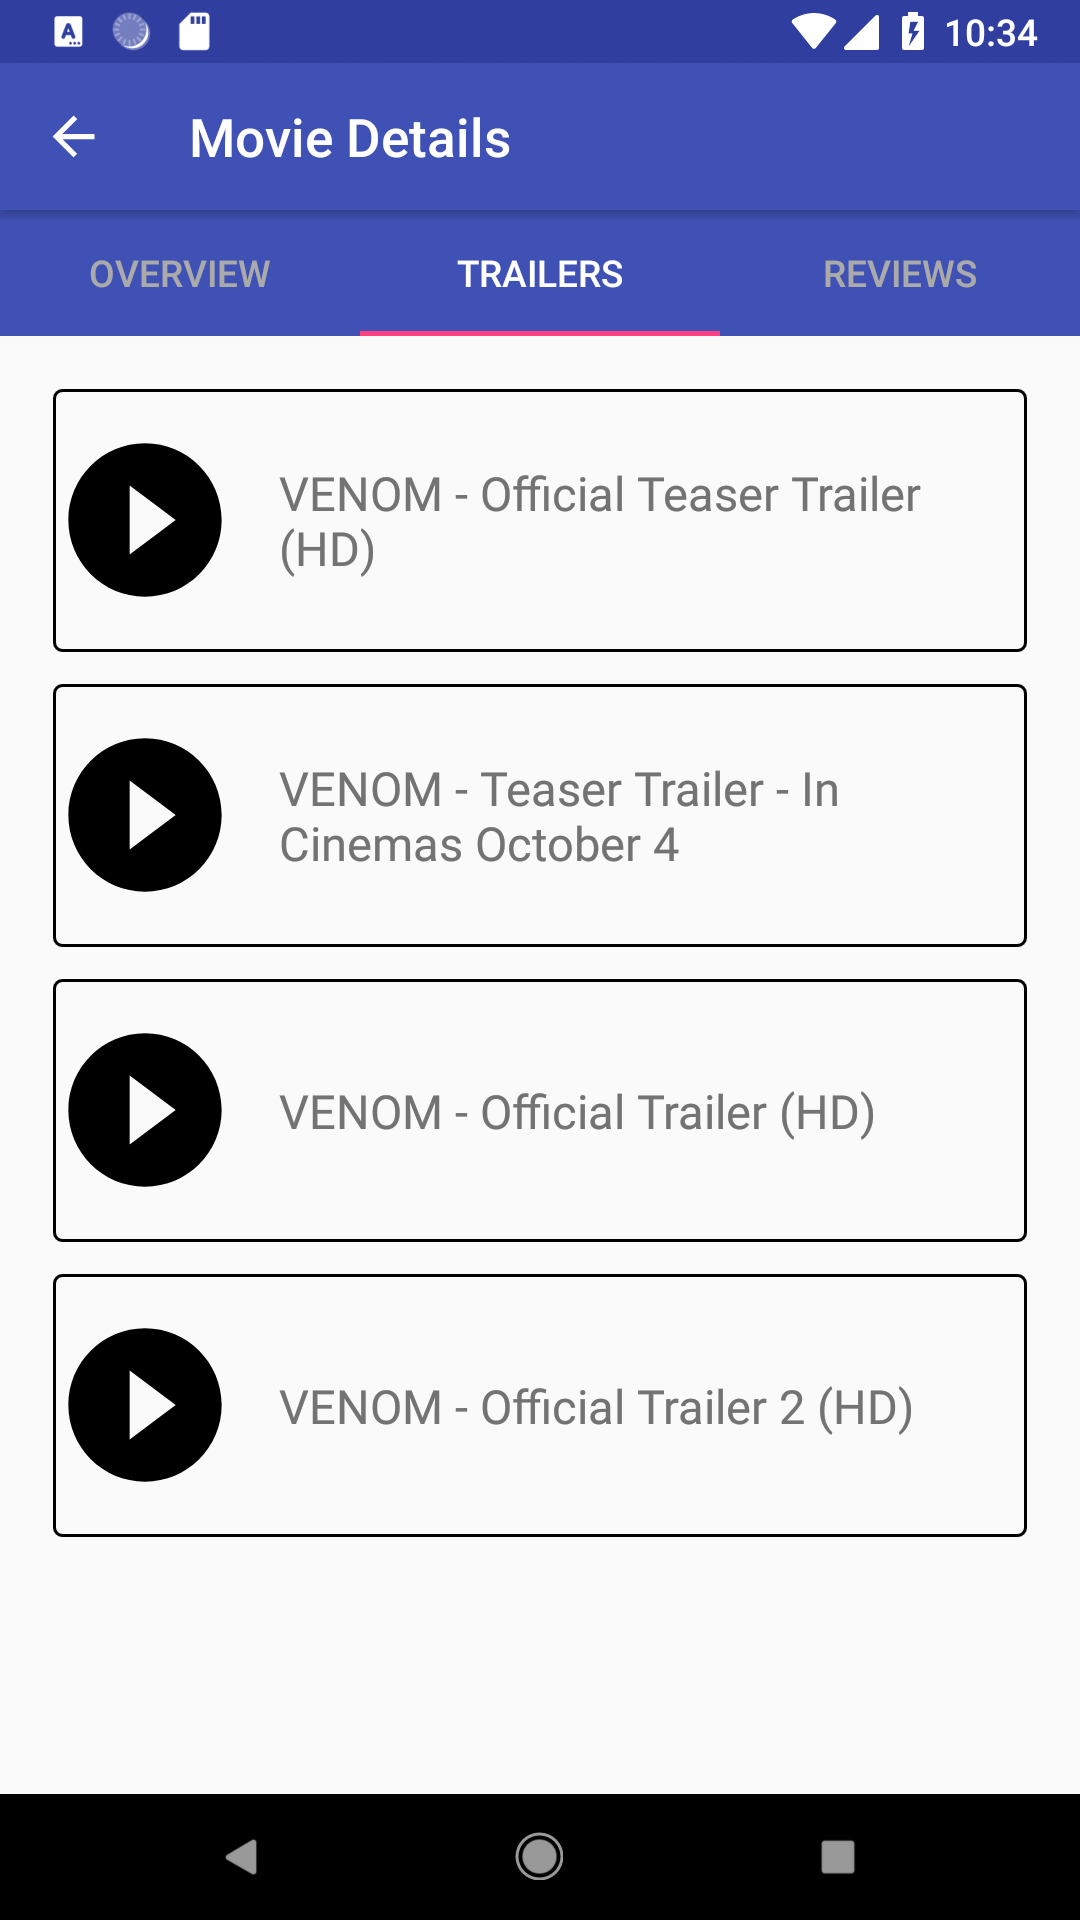 10:34
Movie Details
OVERVIEW
TRAILERS
REVIEWS
VENOM - Official Teaser Trailer
(HD)
VENOM - Teaser Trailer - In
Cinemas October 4
VENOM - Official Trailer (HD)
VENOM - Official Trailer 2 (HD)